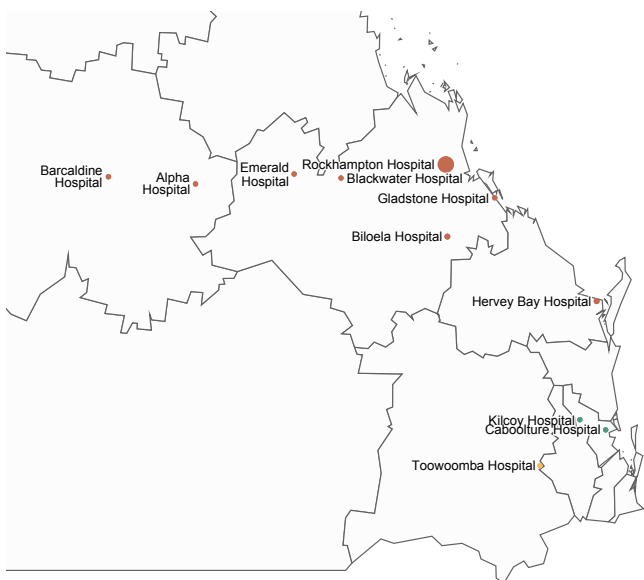 Barcaldine
Hospital
Alpha
Hospital
Emerald
Hospital
Rockhampton Hospital
Blackwater Hospital
Gladstone Hospital
Biloela Hospital
Hervey Bay Hospital
Kilcoy Hospital
Caboolture Hospital
Toowoomba Hospital